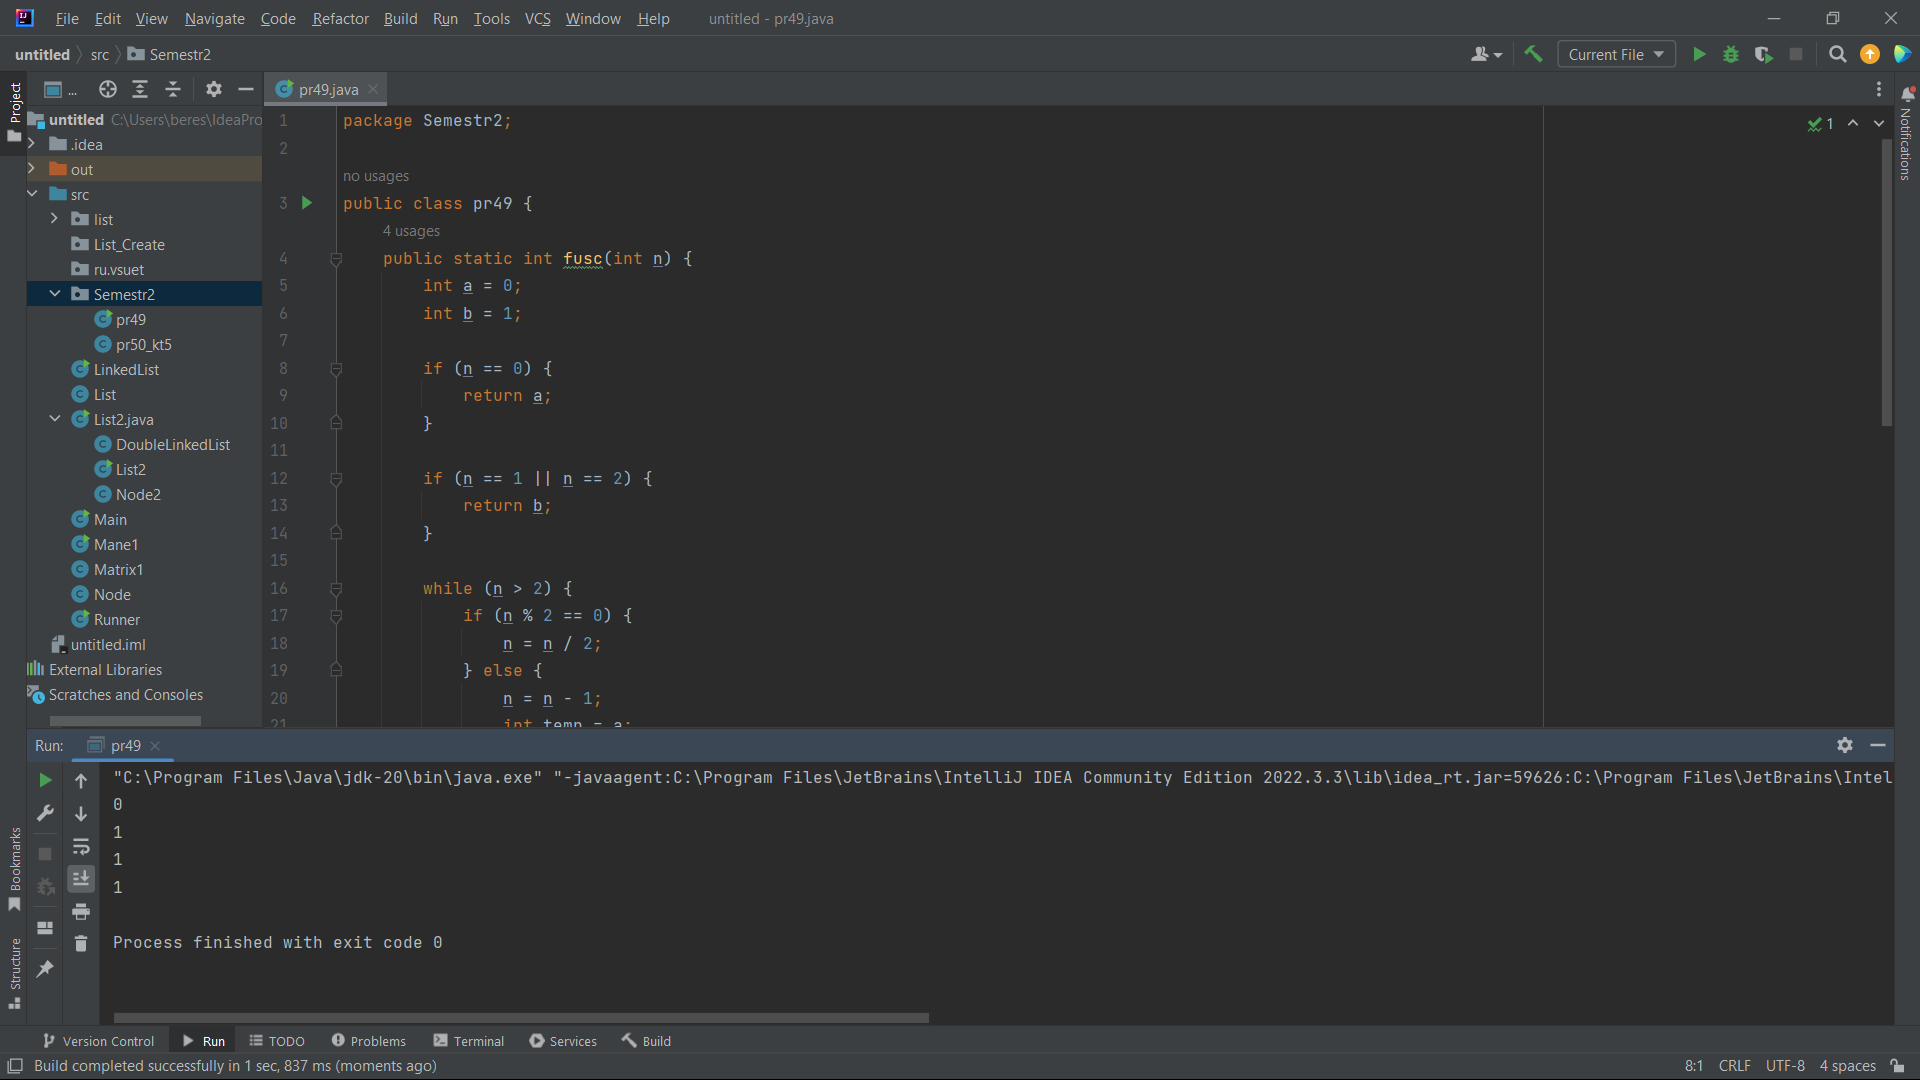 File Edit View Navigate Code Refactor Build Run Tools VCS Window Help untitled - pr49.java
untitled src Semestr2 Current File
Project
... pr49.java
untitled C:\Users\beres\IdeaPro
.idea
out
src
list
List_Create
ru.vsuet
Semestr2
pr49
pr50_kt5
LinkedList
List
List2.java
DoubleLinkedList
List2
Node2
Main
Mane1
Matrix1
Node
Runner
untitled.iml
External Libraries
Scratches and Consoles
1 package Semestr2;
2
no usages
3 public class pr49 {
4 usages
4 public static int fusc(int n) {
5 int a = 0;
6 int b = 1;
7
8 if (n == 0) {
9 return a;
10 }
11
12 if (n == 1 || n == 2) {
13 return b;
14 }
15
16 while (n > 2) {
17 if (n % 2 == 0) {
18 n = n / 2;
19 } else {
20 n = n - 1;
21 int temp = a;
1
Notifications
Run: pr49
"C:\Program Files\Java\jdk-20\bin\java.exe" "-javaagent:C:\Program Files\JetBrains\IntelliJ IDEA Community Edition 2022.3.3\lib\idea_rt.jar=59626:C:\Program Files\JetBrains\Intel
0
1
1
1
Process finished with exit code 0
Bookmarks
Structure
Version Control Run TODO Problems Terminal Services Build
Build completed successfully in 1 sec, 837 ms (moments ago) 8:1 CRLF UTF-8 4 spaces